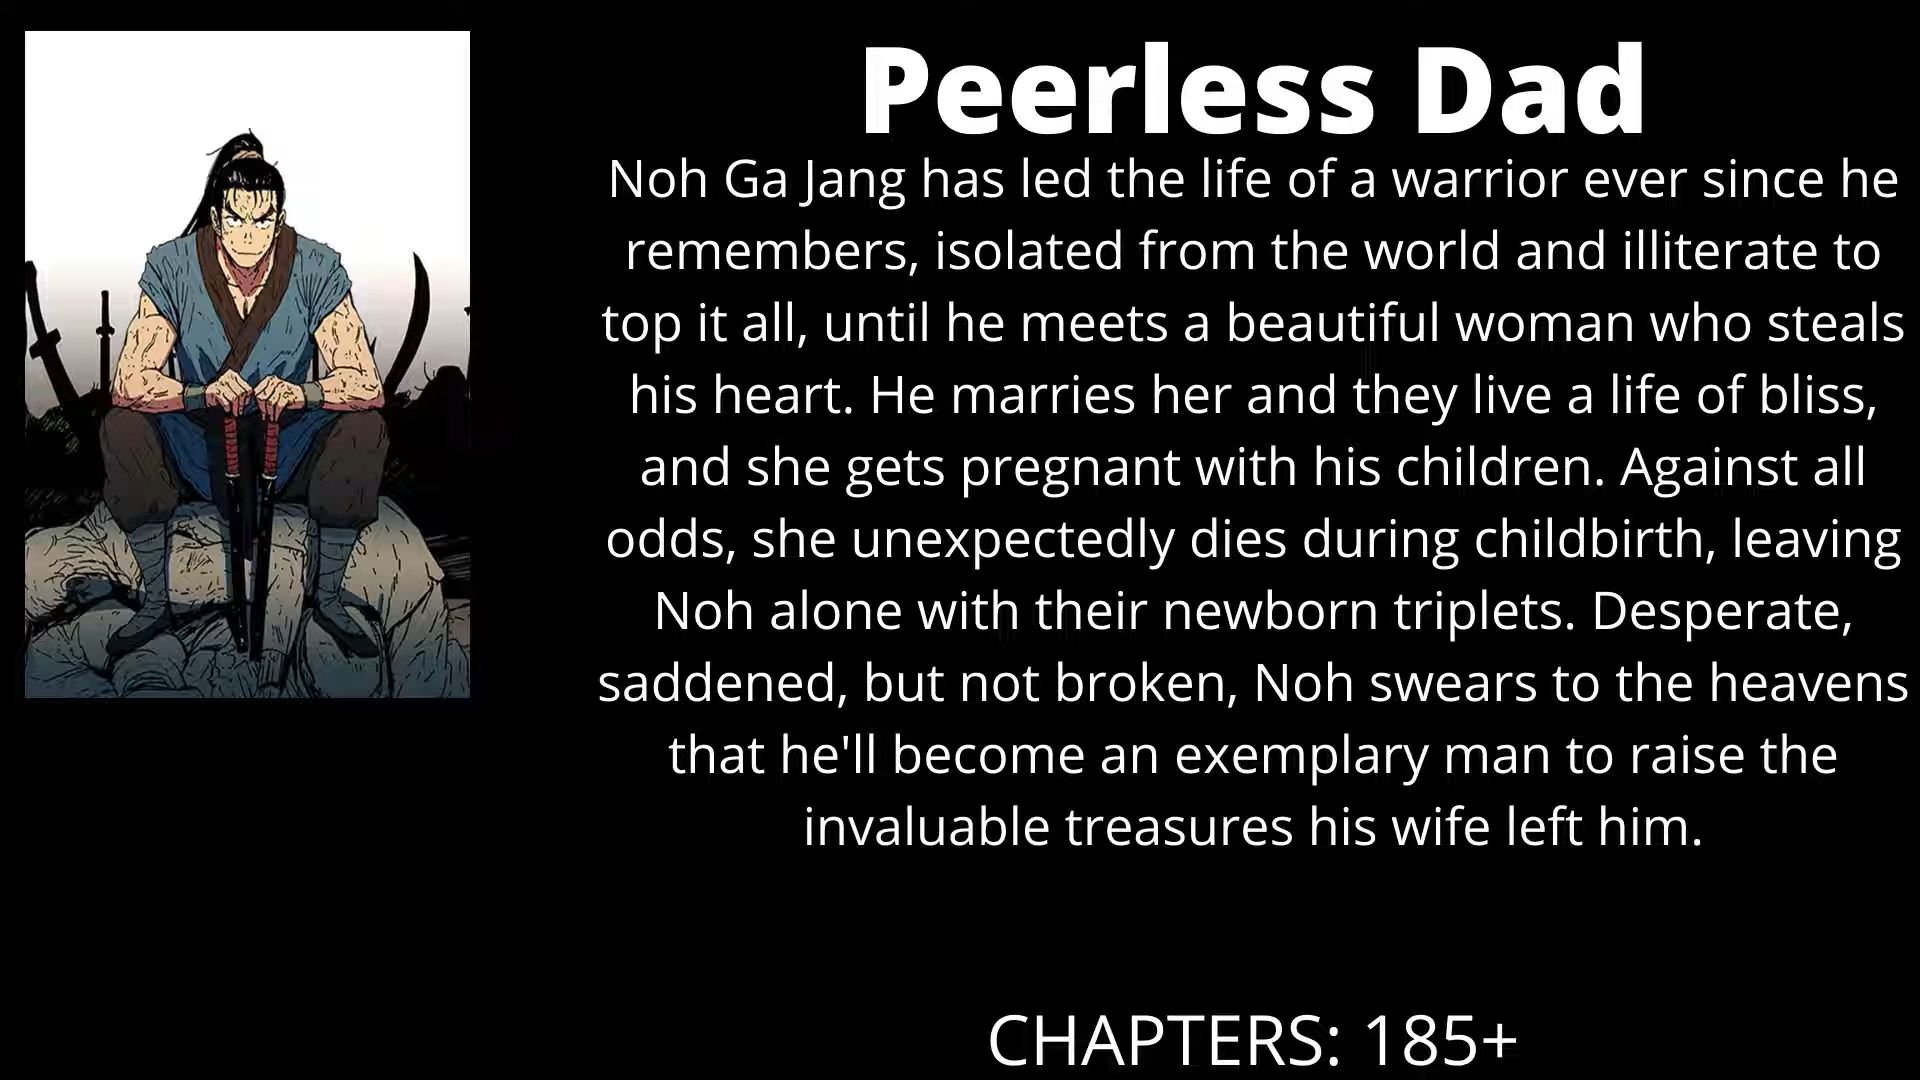 Peerless Dad
Noh Ga Jang has led the life of a warrior ever since he
remembers, isolated from the world and illiterate to
top it all, until he meets a beautiful woman who steals
his heart. He marries her and they live a life of bliss,
and she gets pregnant with his children. Against all
odds, she unexpectedly dies during childbirth, leaving
Noh alone with their newborn triplets. Desperate,
saddened, but not broken, Noh swears to the heavens
that he'll become an exemplary man to raise the
invaluable treasures his wife left him.
CHAPTERS: 185+